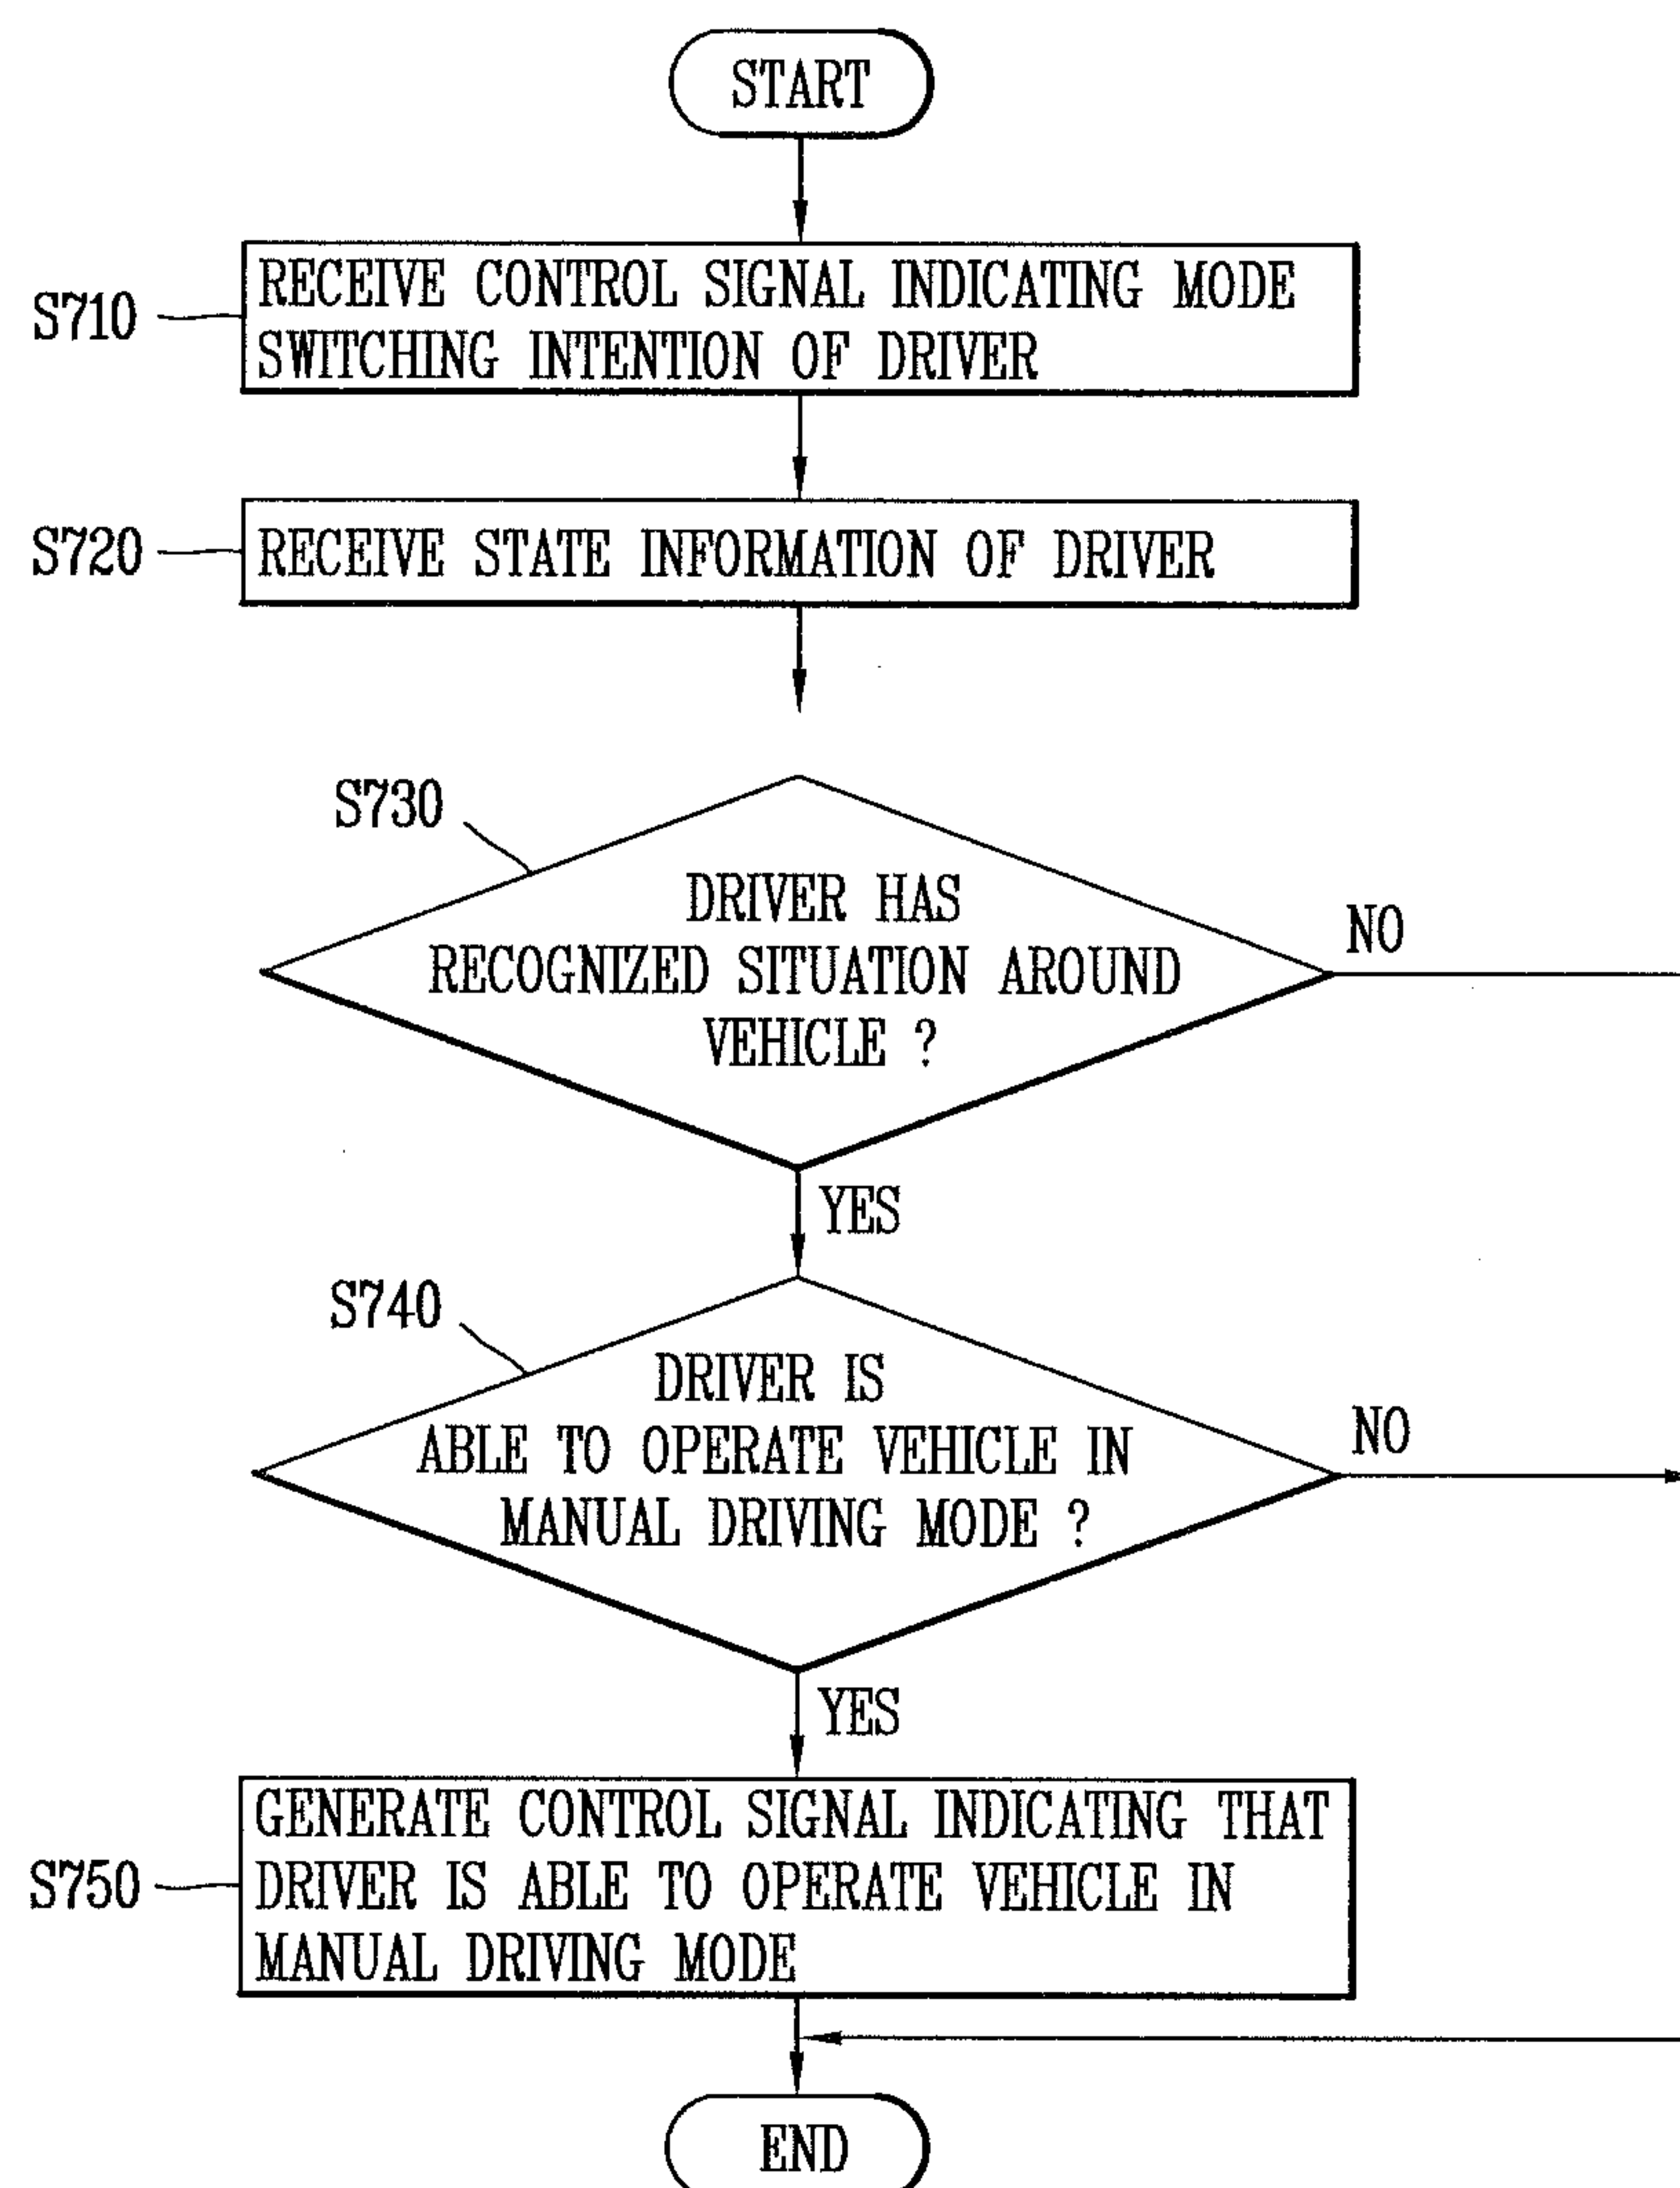 START
S710
RECEIVE CONTROL SIGNAL INDICATING MODE
SWITCHING INTENTION OF DRIVER
S720
RECEIVE STATE INFORMATION OF DRIVER
S730
DRIVER HAS
RECOGNIZED SITUATION AROUND
VEHICLE ?
NO
YES
S740
DRIVER IS
ABLE TO OPERATE VEHICLE IN
MANUAL DRIVING MODE ?
NO
YES
S750
GENERATE CONTROL SIGNAL INDICATING THAT
DRIVER IS ABLE TO OPERATE VEHICLE IN
MANUAL DRIVING MODE
END